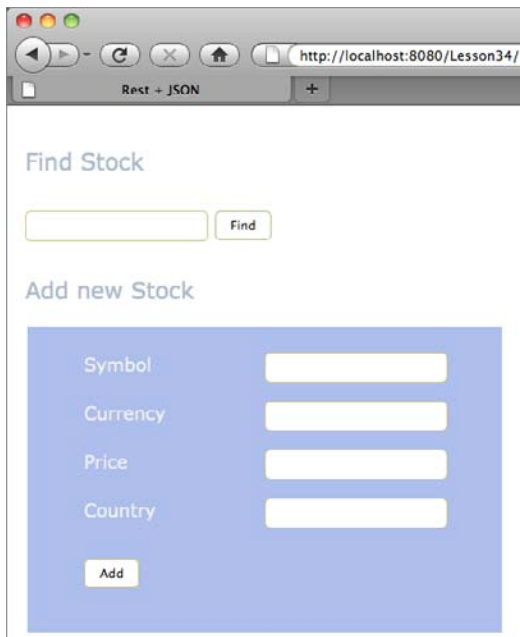 http://localhost:8080/Lesson34/
Rest + JSON
+
Find Stock
Find
Add new Stock
Symbol
Currency
Price
Country
Add